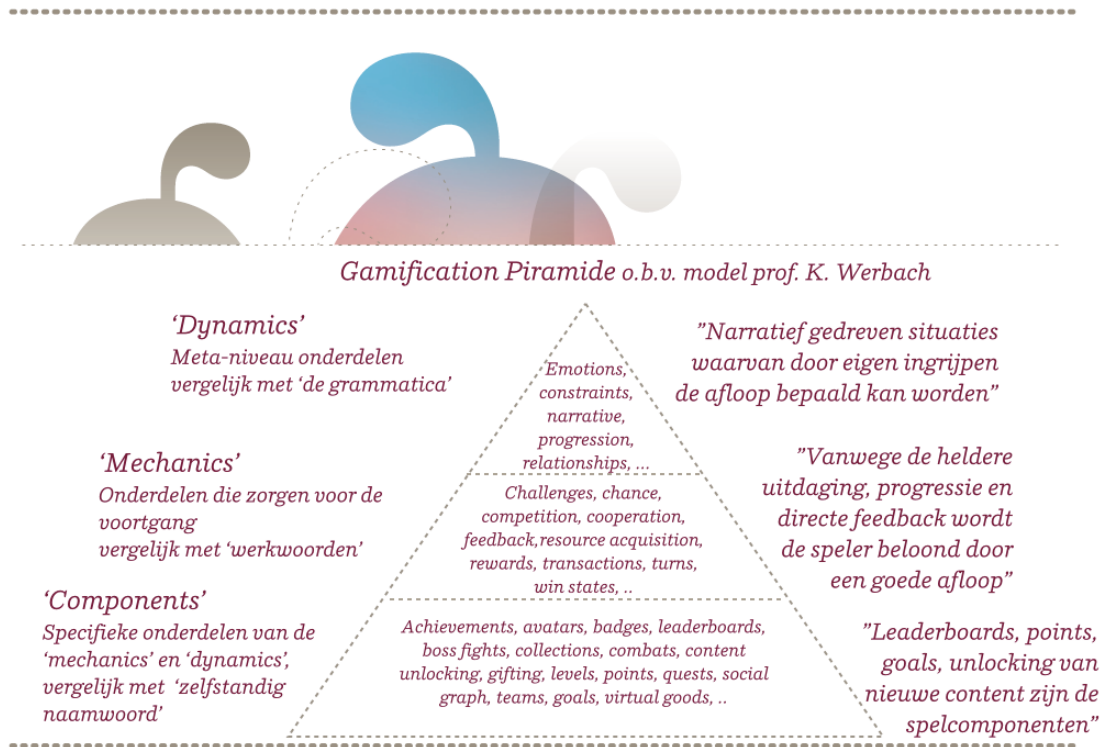 Gamification Piramide o.b.v. model prof. K. Werbach
‘Dynamics’
Meta-niveau onderdelen
vergelijk met ‘de grammatica’
Emotions,
constraints,
narrative,
progression,
relationships, ...
”Narratief gedreven situaties
waarvan door eigen ingrijpen
de afloop bepaald kan worden”
‘Mechanics’
Onderdelen die zorgen voor de
voortgang
vergelijk met ‘werkwoorden’
Challenges, chance,
competition, cooperation,
feedback,resource acquisition,
rewards, transactions, turns,
win states, ..
”Vanwege de heldere
uitdaging, progressie en
directe feedback wordt
de speler beloond door
een goede afloop”
‘Components’
Specifieke onderdelen van de
‘mechanics’ en ‘dynamics’,
vergelijk met ‘zelfstandig
naamwoord’
Achievements, avatars, badges, leaderboards,
boss fights, collections, combats, content
unlocking, gifting, levels, points, quests, social
graph, teams, goals, virtual goods, ..
”Leaderboards, points,
goals, unlocking van
nieuwe content zijn de
spelcomponenten”